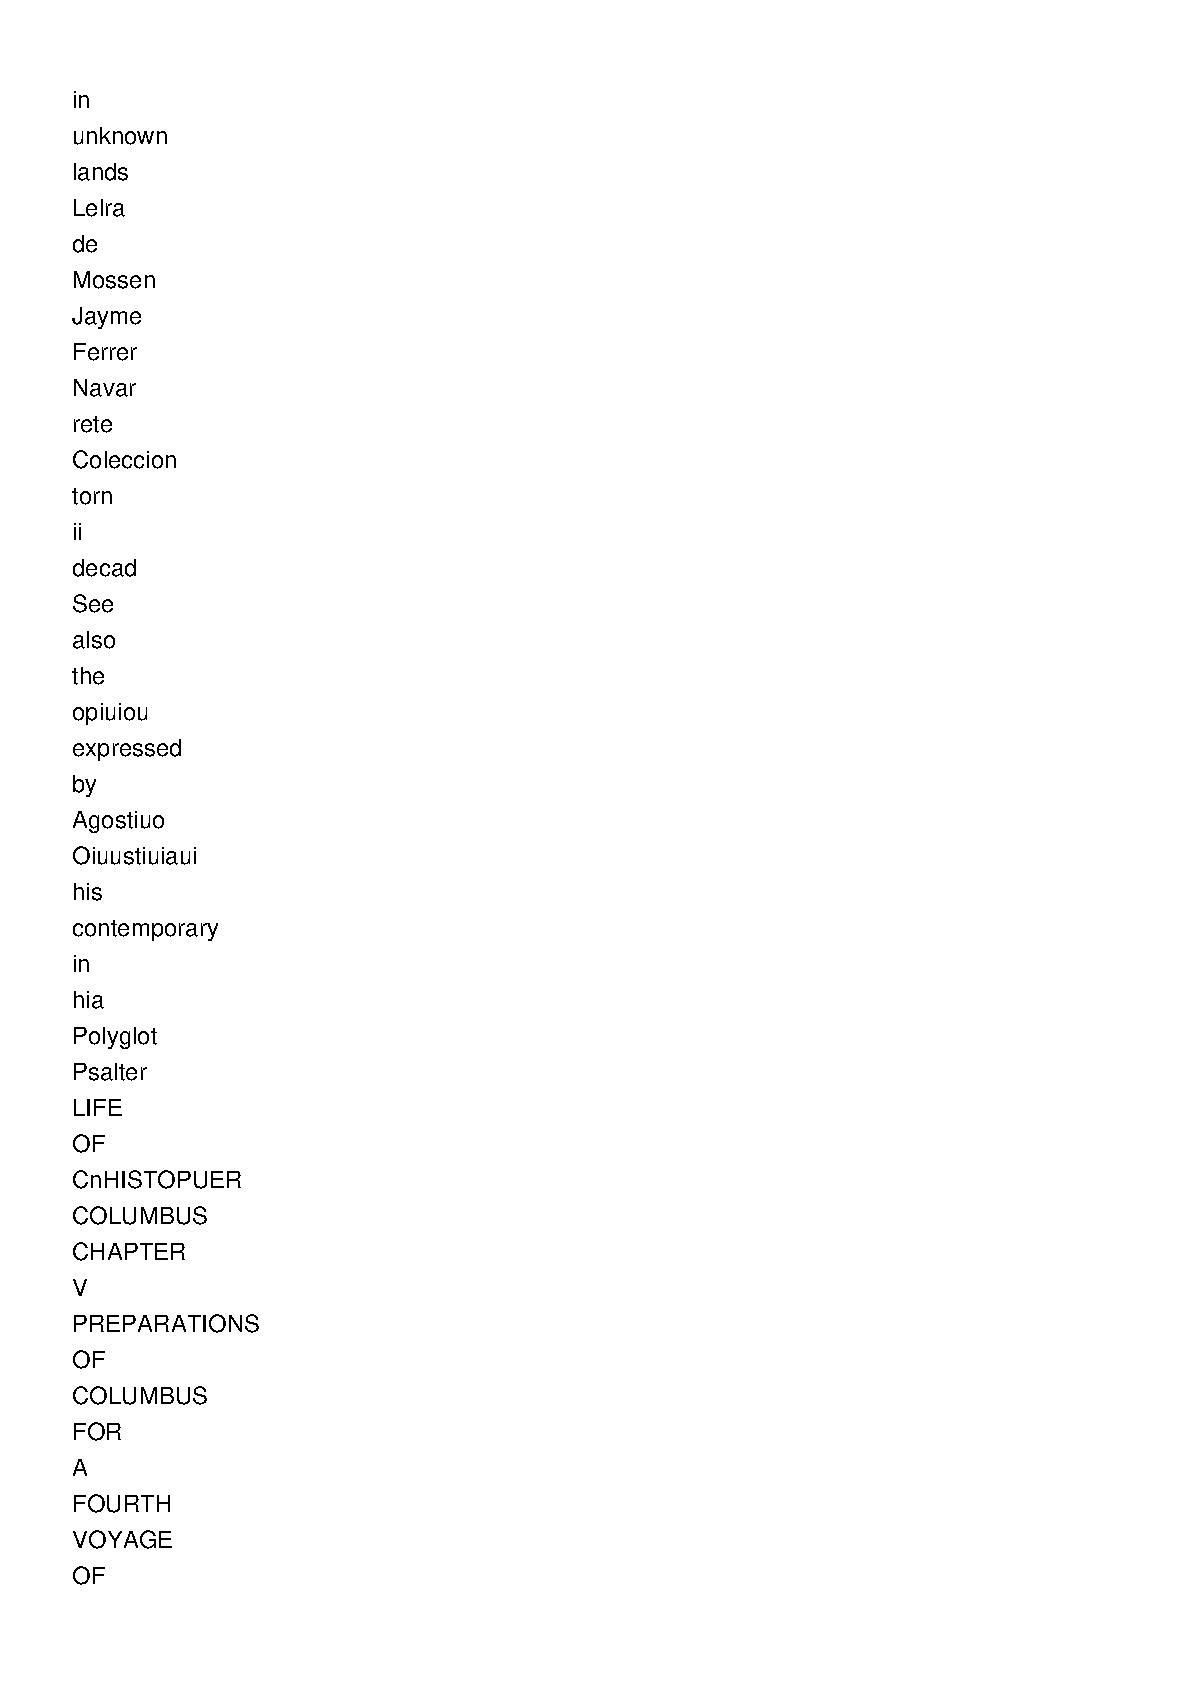 in
unknown
lands
Lelra
de
Mossen
Jayme
Ferrer
Navar
rete
Coleccion
torn
ii
decad
See
also
the
opiuiou
expressed
by
Agostiuo
Oiuustiuiaui
his
contemporary
in
hia
Polyglot
Psalter
LIFE
OF
CnHISTOPUER
COLUMBUS
CHAPTER
V
PREPARATIONS
OF
COLUMBUS
FOR
A
FOURTH
VOYAGE
OF